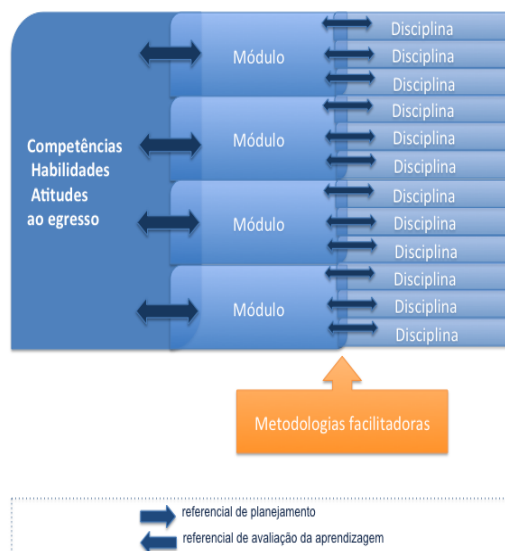 Competências
Habilidades
Atitudes
ao egresso
Módulo
Disciplina
Disciplina
Disciplina
Módulo
Disciplina
Disciplina
Disciplina
Módulo
Disciplina
Disciplina
Disciplina
Módulo
Disciplina
Disciplina
Disciplina
Metodologias facilitadoras
referencial de planejamento
referencial de avaliação da aprendizagem